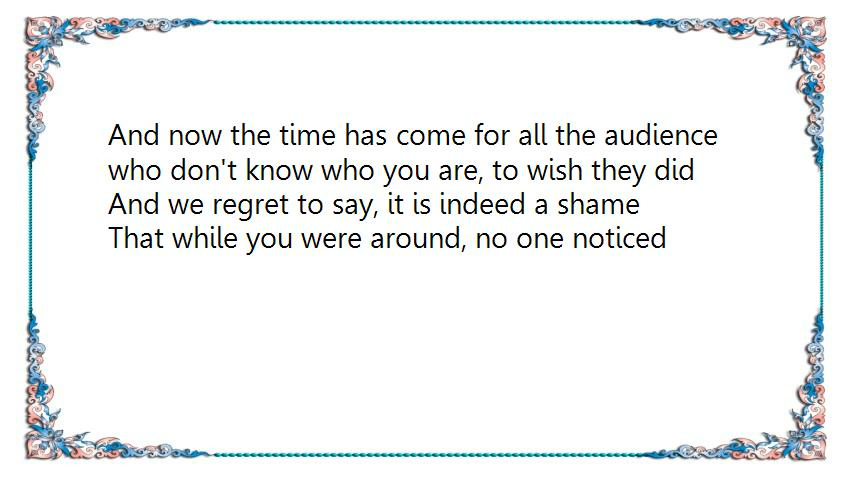 And now the time has come for all the audience
who don't know who you are, to wish they did
And we regret to say, it is indeed a shame
That while you were around, no one noticed